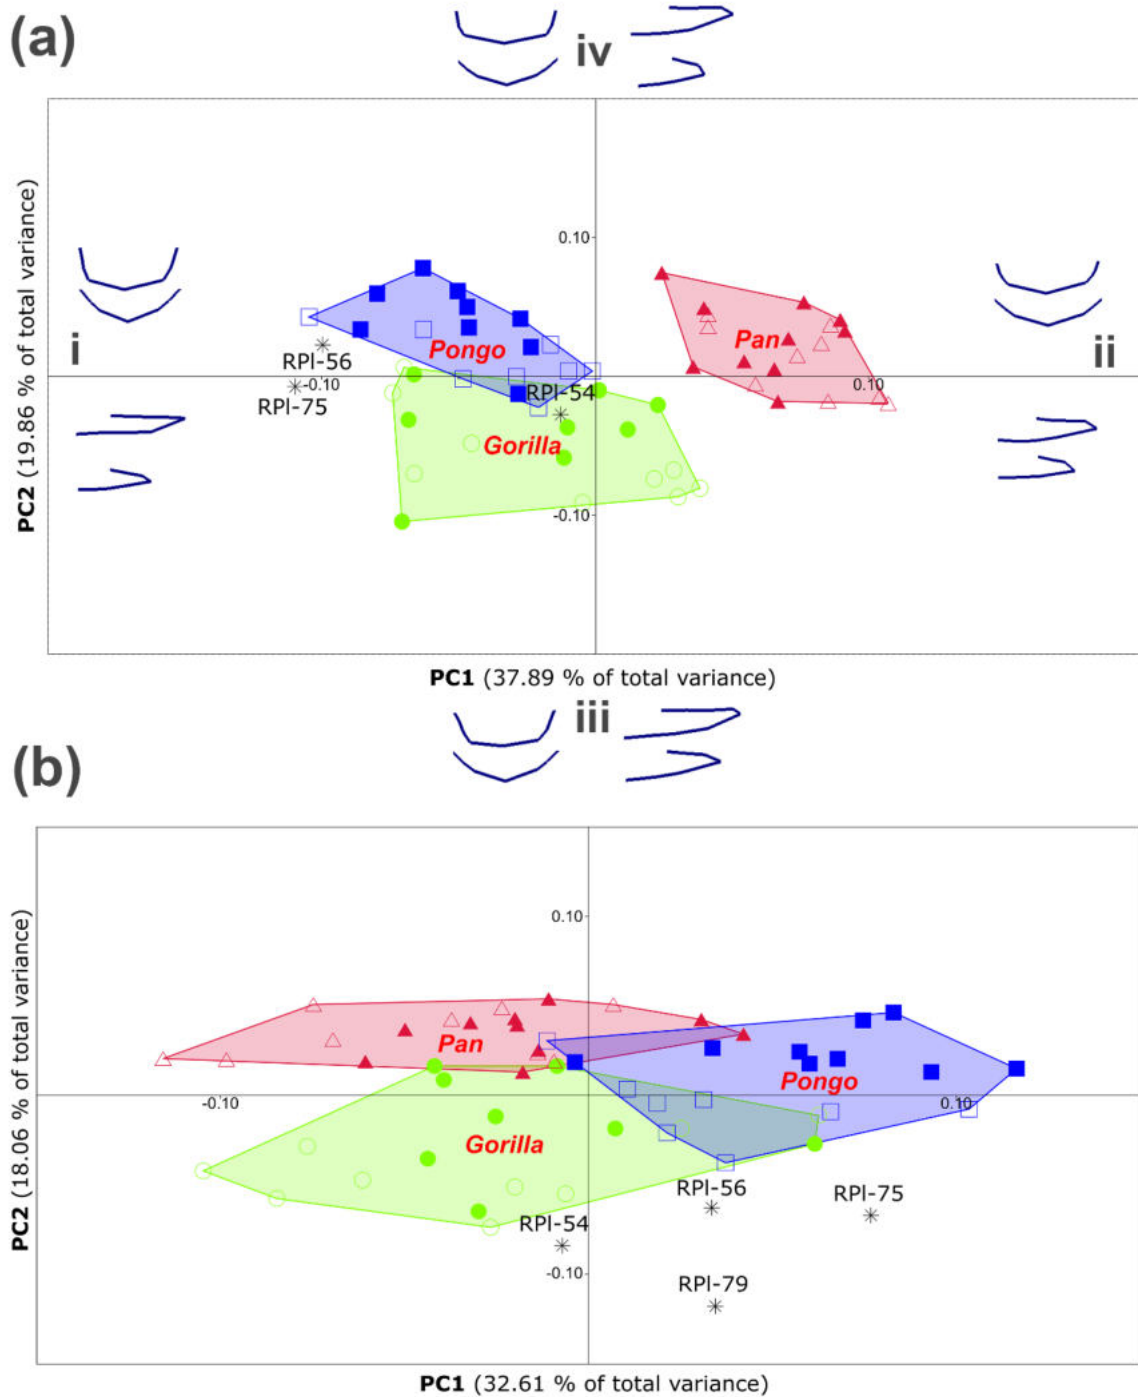 (a)
iv
PC2 (19.86 % of total variance)
0.10
i
Pongo
Pan
ii
RPI-56
-0.10
RPI-54
0.10
RPI-75
Gorilla
-0.10
PC1 (37.89 % of total variance)
iii
(b)
PC2 (18.06 % of total variance)
0.10
Pan
Pongo
-0.10
0.10
Gorilla
RPI-56
RPI-75
RPI-54
-0.10
RPI-79
PC1 (32.61 % of total variance)